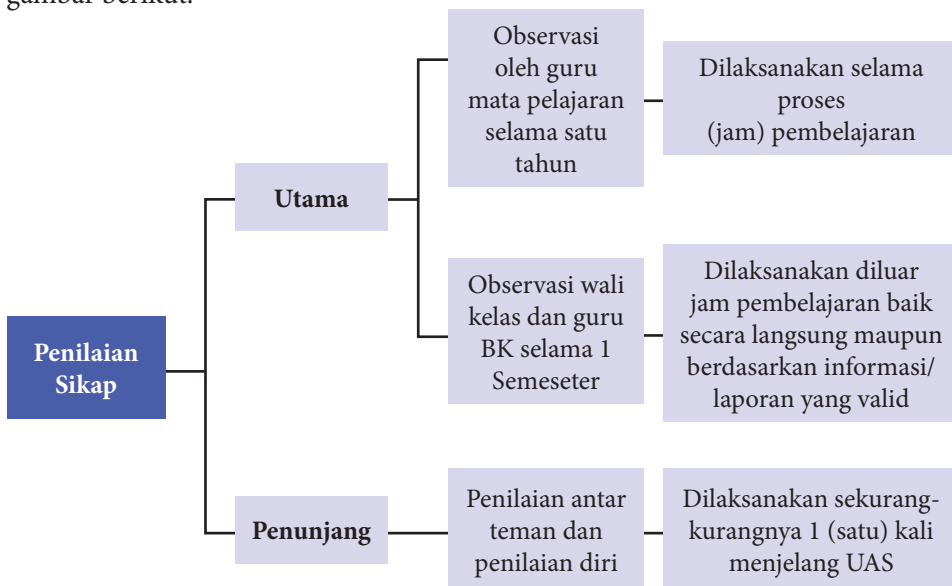 gambar berikut.
Observasi
oleh guru
mata pelajaran
selama satu
tahun
Dilaksanakan selama
proses
(jam) pembelajaran
Utama
Observasi wali
kelas dan guru
BK selama 1
Semeseter
Dilaksanakan diluar
jam pembelajaran baik
secara langsung maupun
berdasarkan informasi/
laporan yang valid
Penilaian
Sikap
Penunjang
Penilaian antar
teman dan
penilaian diri
Dilaksanakan sekurang-
kurangnya 1 (satu) kali
menjelang UAS